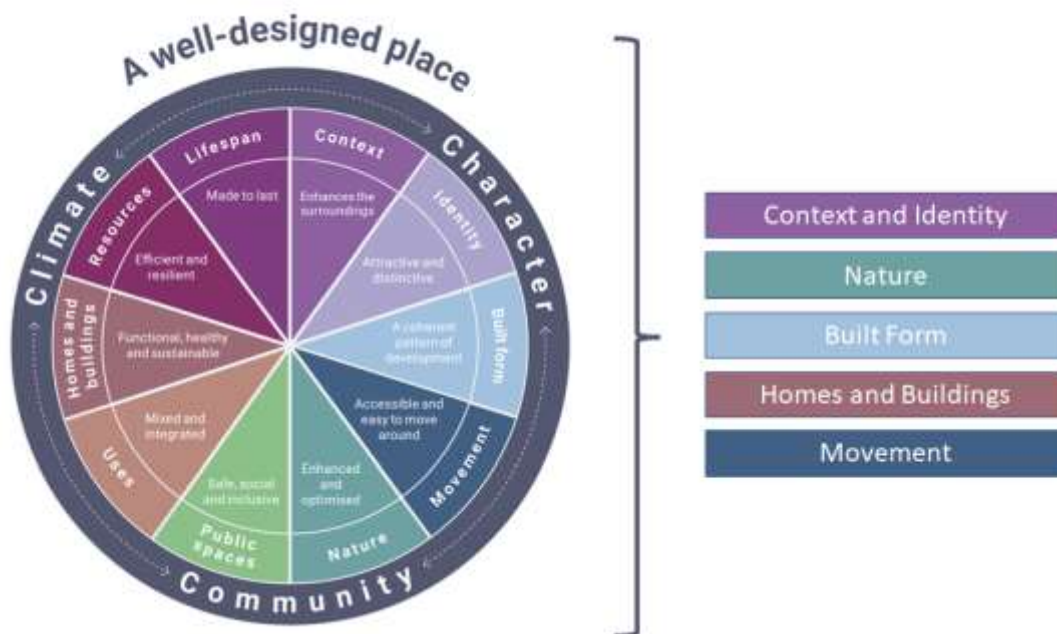 A well-designed place
Climate
Character
Community
Context
Enhances the
surroundings
Identity
Attractive and
distinctive
Built form
A coherent
pattern of
development
Movement
Accessible and
easy to move
around
Nature
Enhanced
and
optimised
Public
spaces
Safe, social
and inclusive
Uses
Mixed and
integrated
Homes and
buildings
Functional, healthy
and sustainable
Resources
Efficient and
resilient
Lifespan
Made to last
Context and Identity
Nature
Built Form
Homes and Buildings
Movement